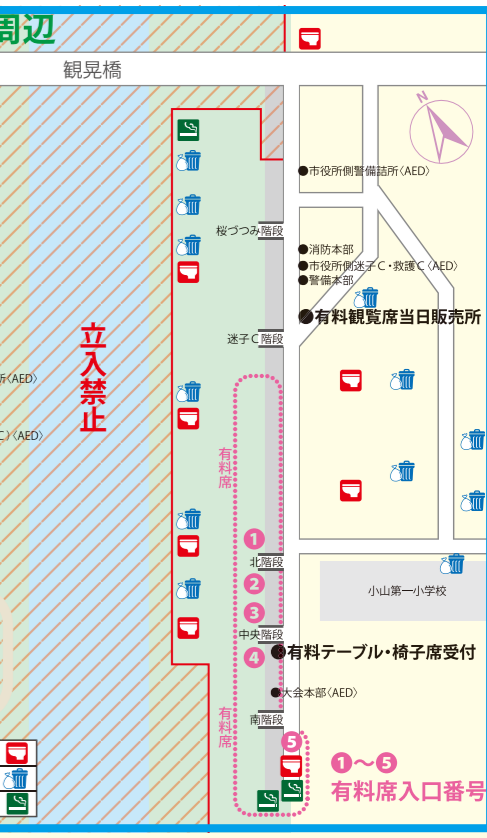 周辺
観晃橋
N
●市役所側警備詰所〈AED〉
桜づつみ階段
●消防本部
●市役所側迷子C・救護C〈AED〉
●警備本部
●有料観覧席当日販売所
迷子C階段
立入禁止
所〈AED〉
C）〈AED〉
有料席
1
北階段
2
小山第一小学校
3
中央階段
4
●有料テーブル・椅子席受付
●大会本部〈AED〉
有料席
南階段
5
1～5
有料席入口番号